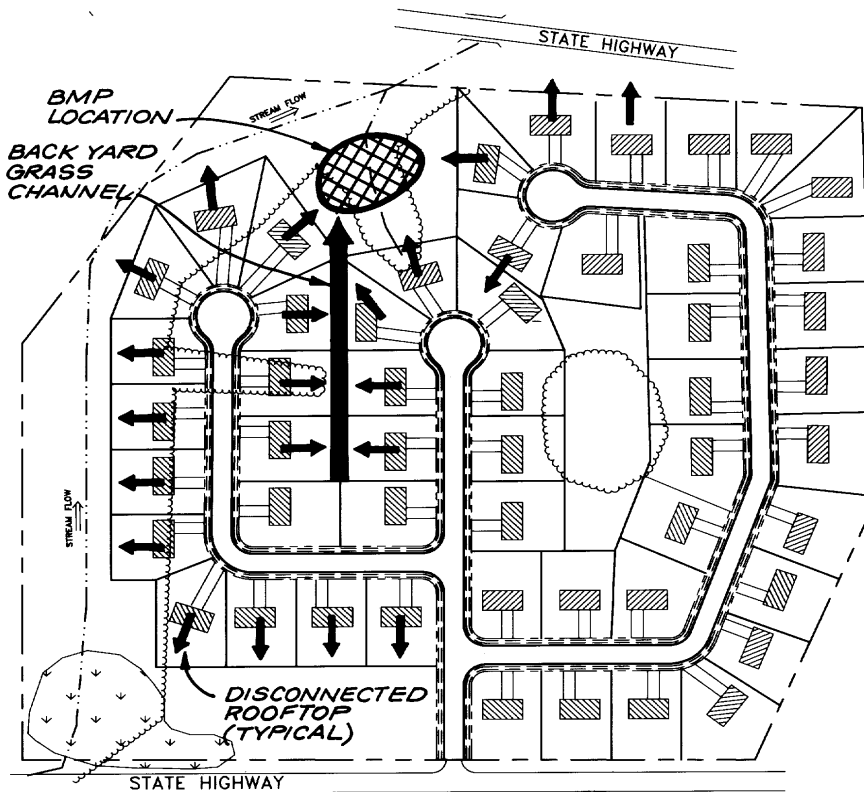 STATE HIGHWAY
BMP
LOCATION
STREAM FLOW
BACK YARD
GRASS
CHANNEL
STREAM FLOW
DISCONNECTED
ROOFTOP
(TYPICAL)
STATE HIGHWAY